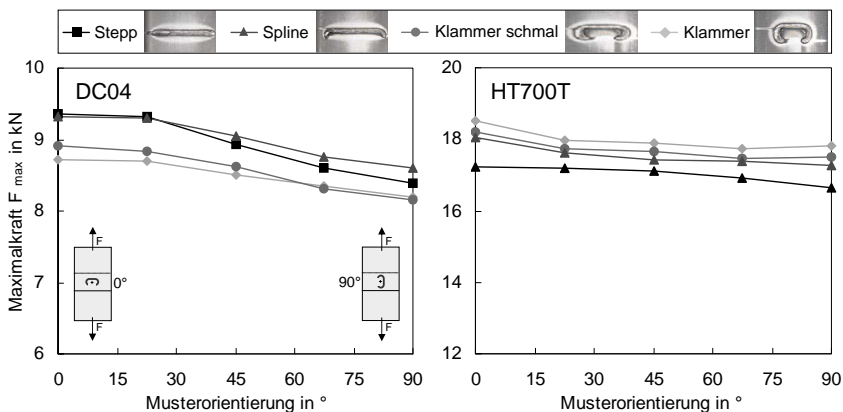 Stepp Spline Klammer schmal Klammer
DC04
Maximalkraft F max in kN
10
9
8
7
6
F F
0° 90°
F F
0 15 30 45 60 75 90
Musterorientierung in °
HT700T
20
18
16
14
12
0 15 30 45 60 75 90
Musterorientierung in °